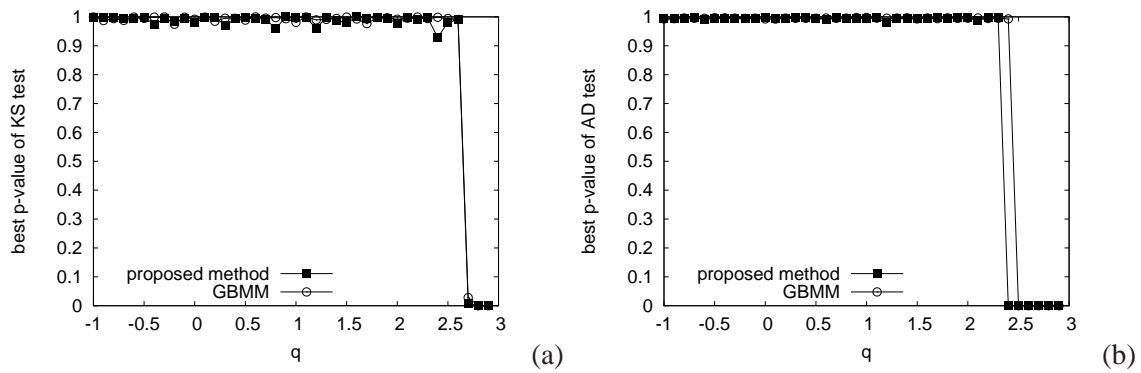 best p-value of KS test
1
0.9
0.8
0.7
0.6
0.5
0.4
0.3
0.2
0.1
0
proposed method
GBMM
-1 -0.5 0 0.5 1 1.5 2 2.5 3
q
(a)
best p-value of AD test
1
0.9
0.8
0.7
0.6
0.5
0.4
0.3
0.2
0.1
0
proposed method
GBMM
-1 -0.5 0 0.5 1 1.5 2 2.5 3
q
(b)